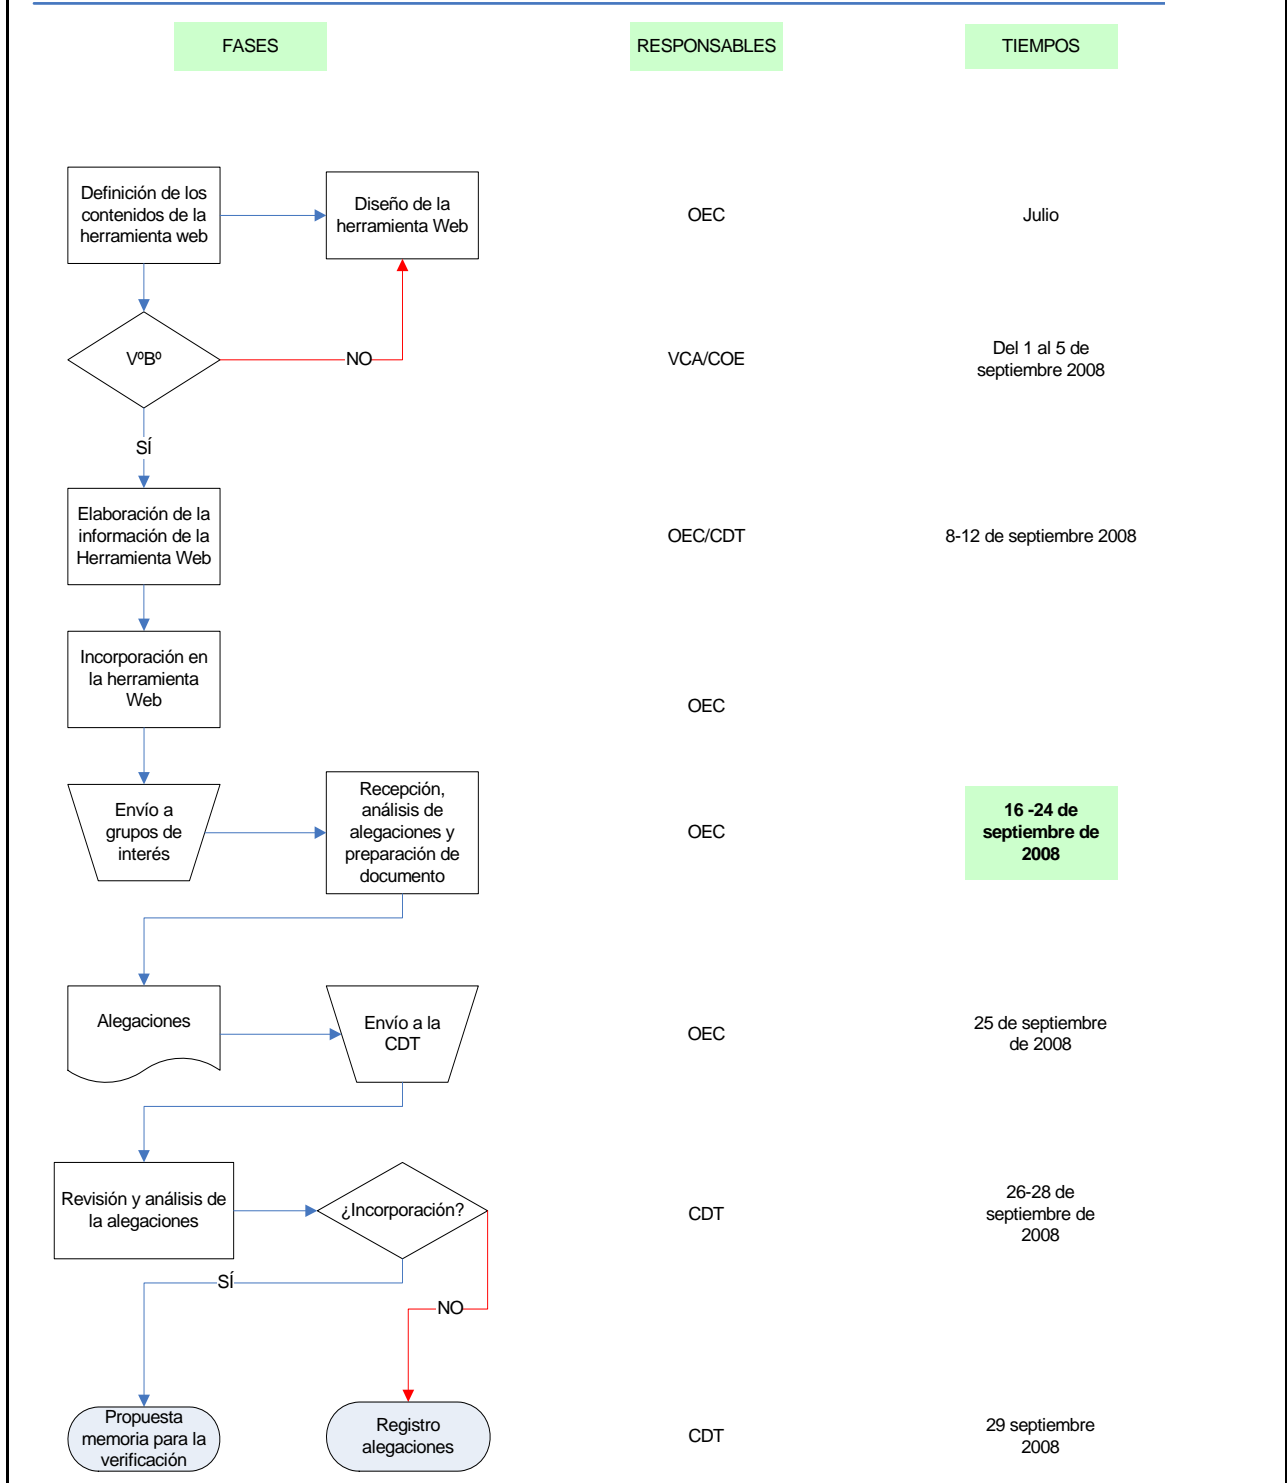 FASES
RESPONSABLES
TIEMPOS
Definición de los
contenidos de la
herramienta web
Diseño de la
herramienta Web
OEC
Julio
VºBº
NO
VCA/COE
Del 1 al 5 de
septiembre 2008
SÍ
Elaboración de la
información de la
Herramienta Web
OEC/CDT
8-12 de septiembre 2008
Incorporación en
la herramienta
Web
OEC
Envío a
grupos de
interés
Recepción,
análisis de
alegaciones y
preparación de
documento
OEC
16 -24 de
septiembre de
2008
Alegaciones
Envío a la
CDT
OEC
25 de septiembre
de 2008
Revisión y análisis de
la alegaciones
¿Incorporación?
CDT
26-28 de
septiembre de
2008
SÍ
NO
Propuesta
memoria para la
verificación
Registro
alegaciones
CDT
29 septiembre
2008